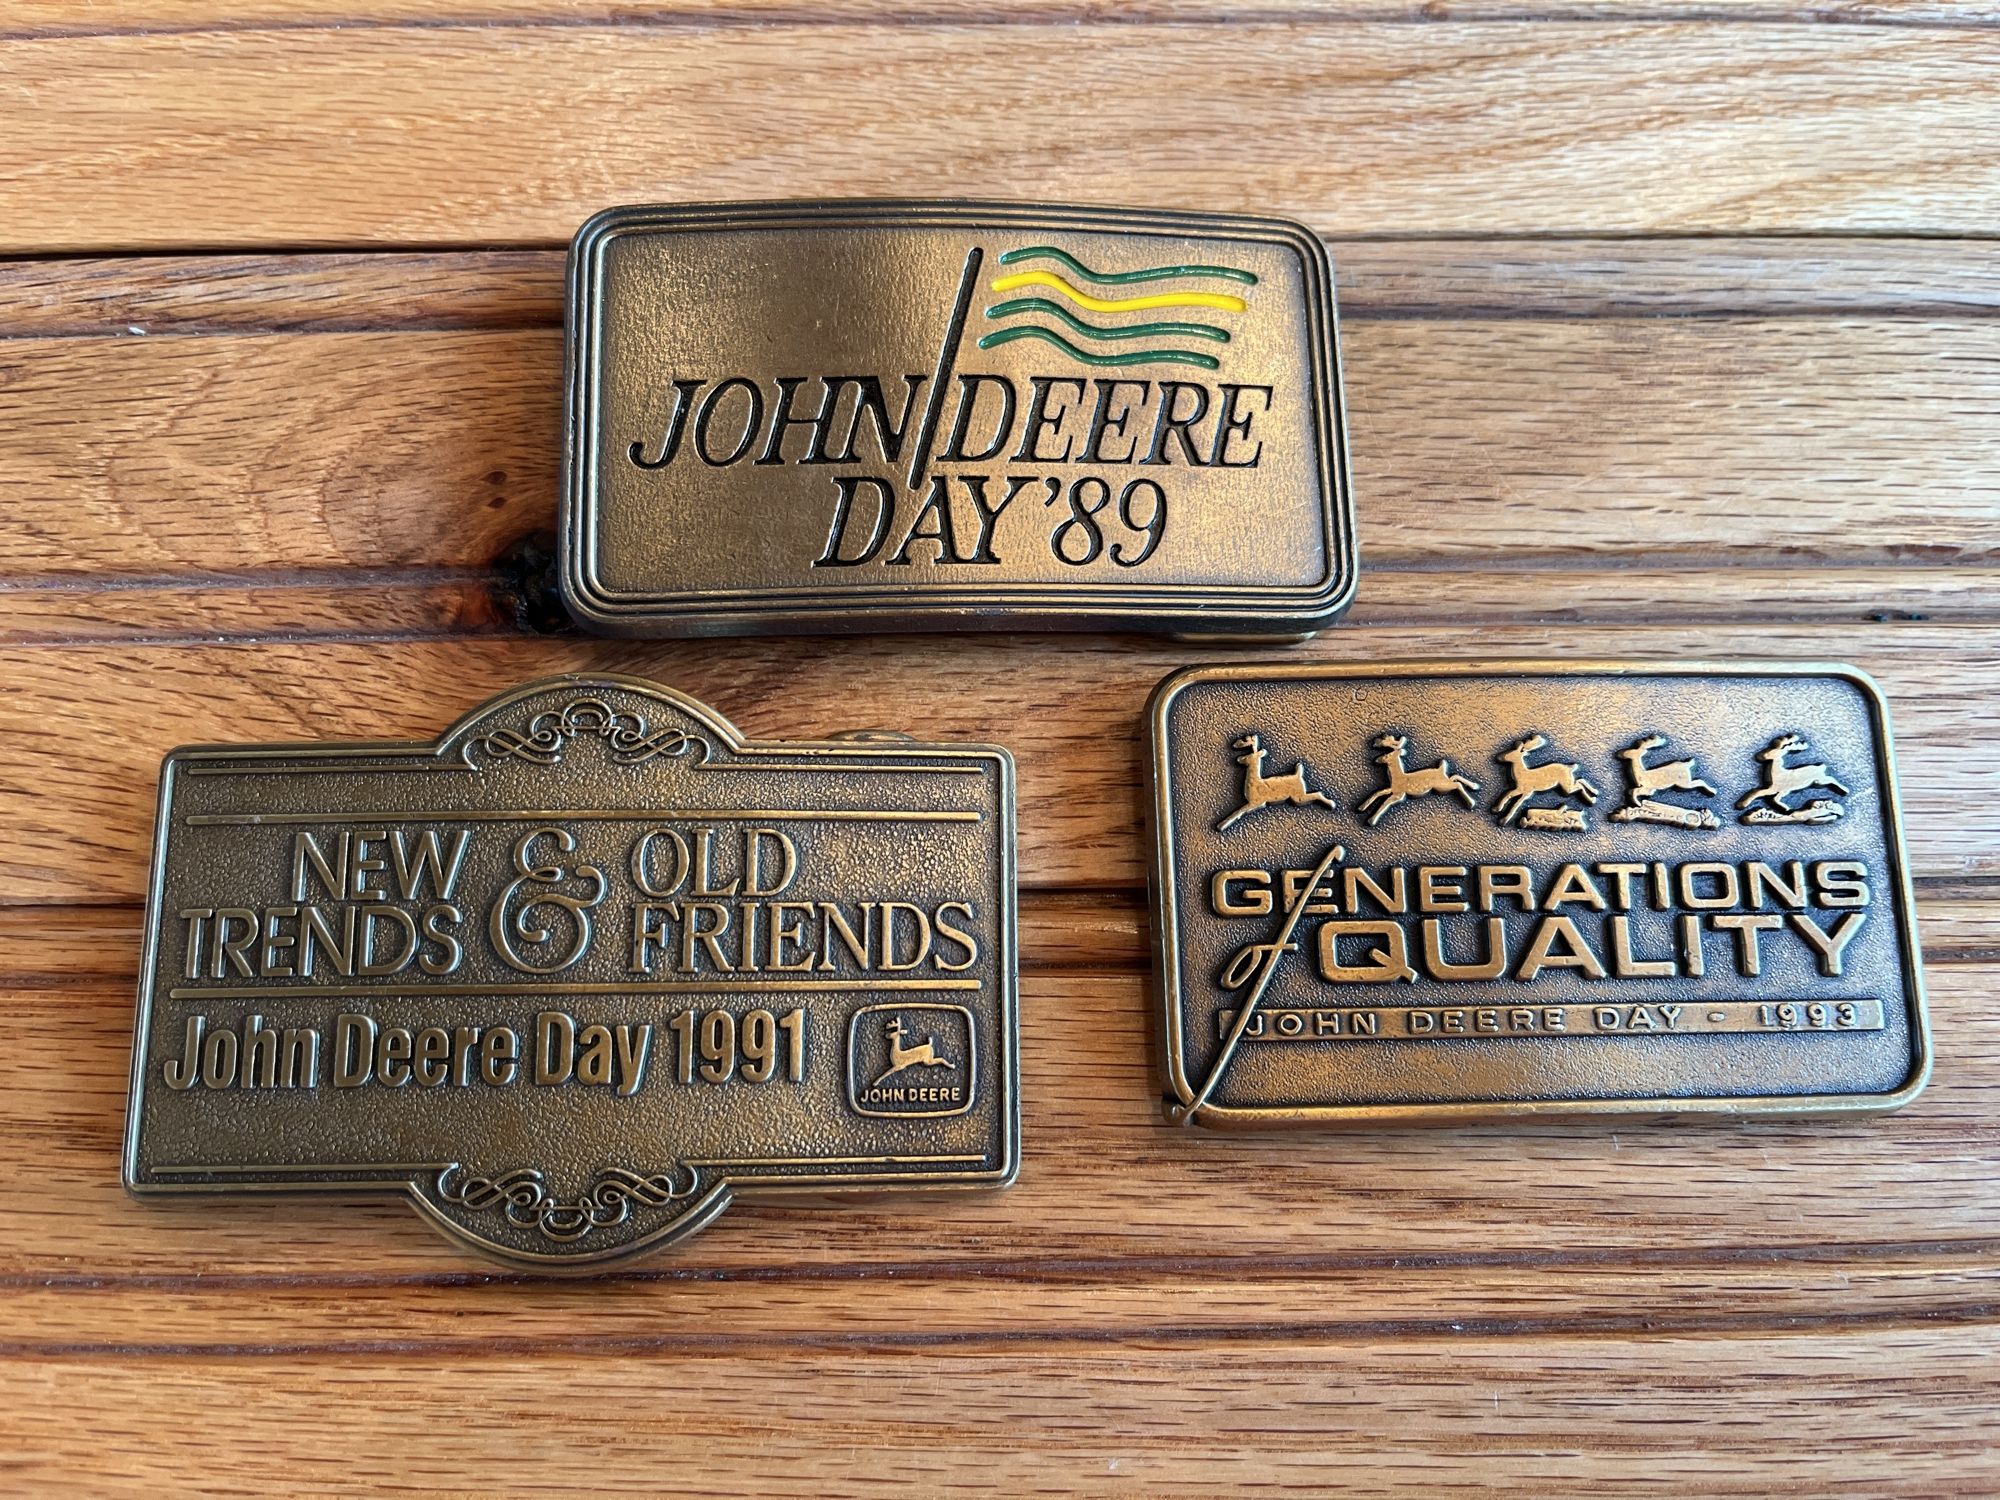 JOHN/DEERE
DAY '89
NEW
TRENDS
&
OLD
FRIENDS
John Deere Day 1991
JOHN DEERE
GENERATIONS
of QUALITY
JOHN DEERE DAY - 1993